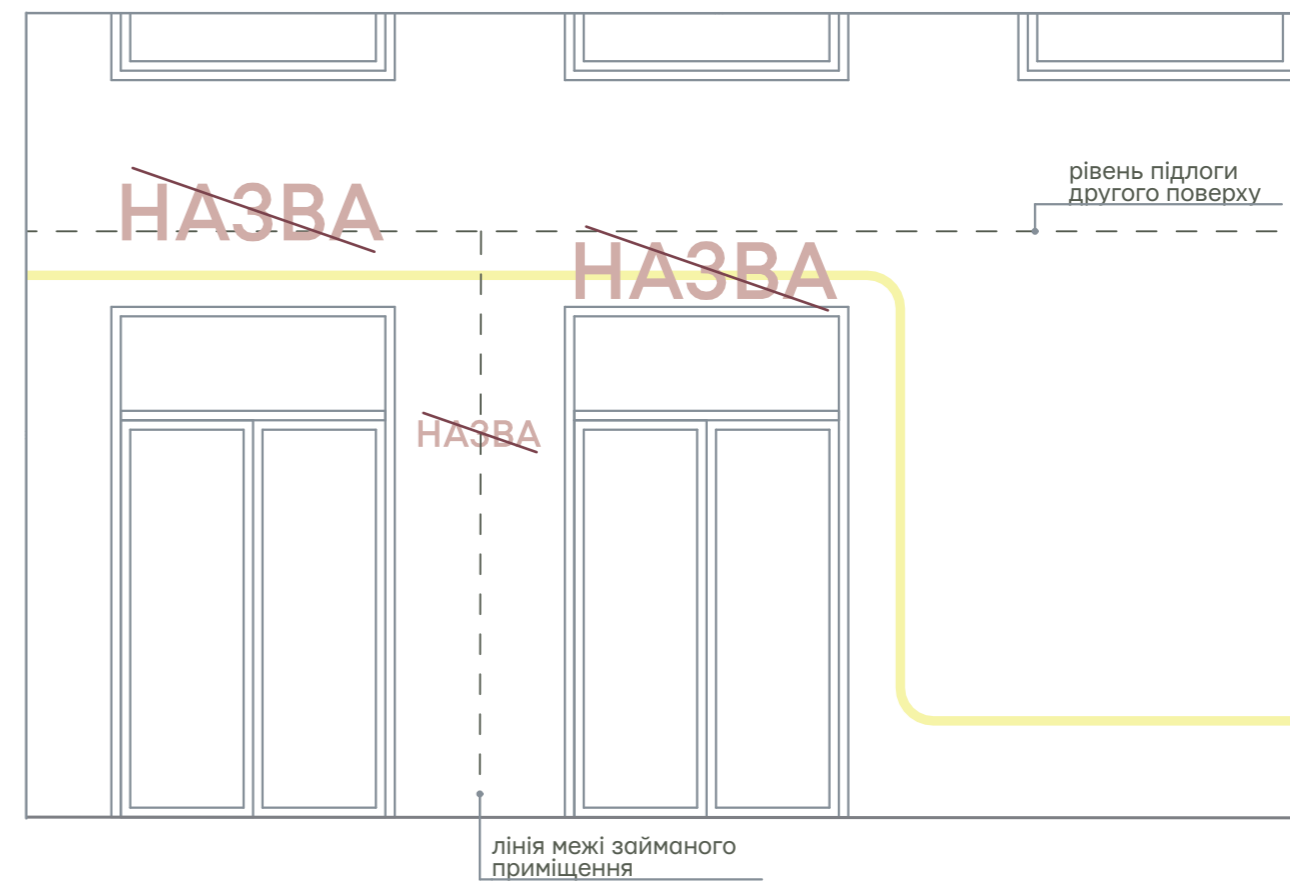 рівень підлоги
другого поверху
НАЗВА
НАЗВА
НАЗВА
лінія межі займаного
приміщення